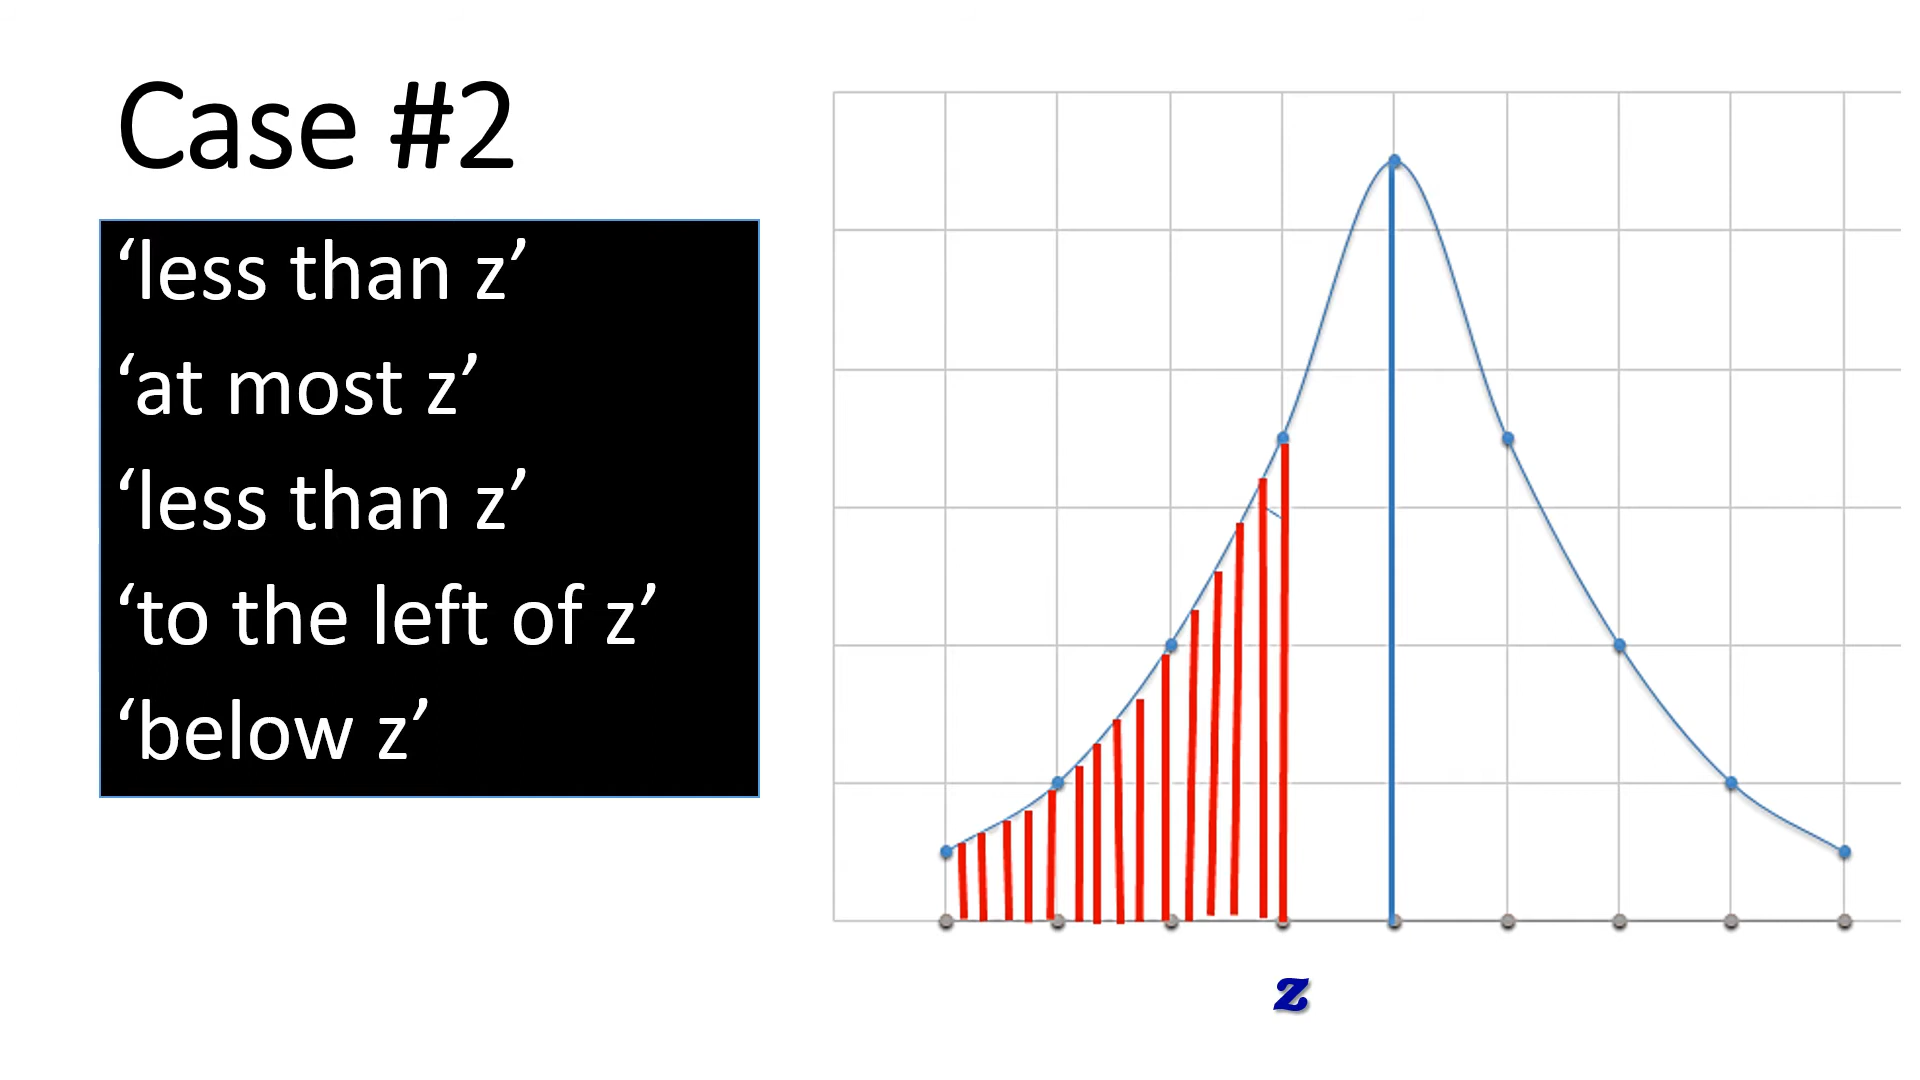 Case #2
‘less than z’
‘at most z’
‘less than z’
‘to the left of z’
‘below z’
z